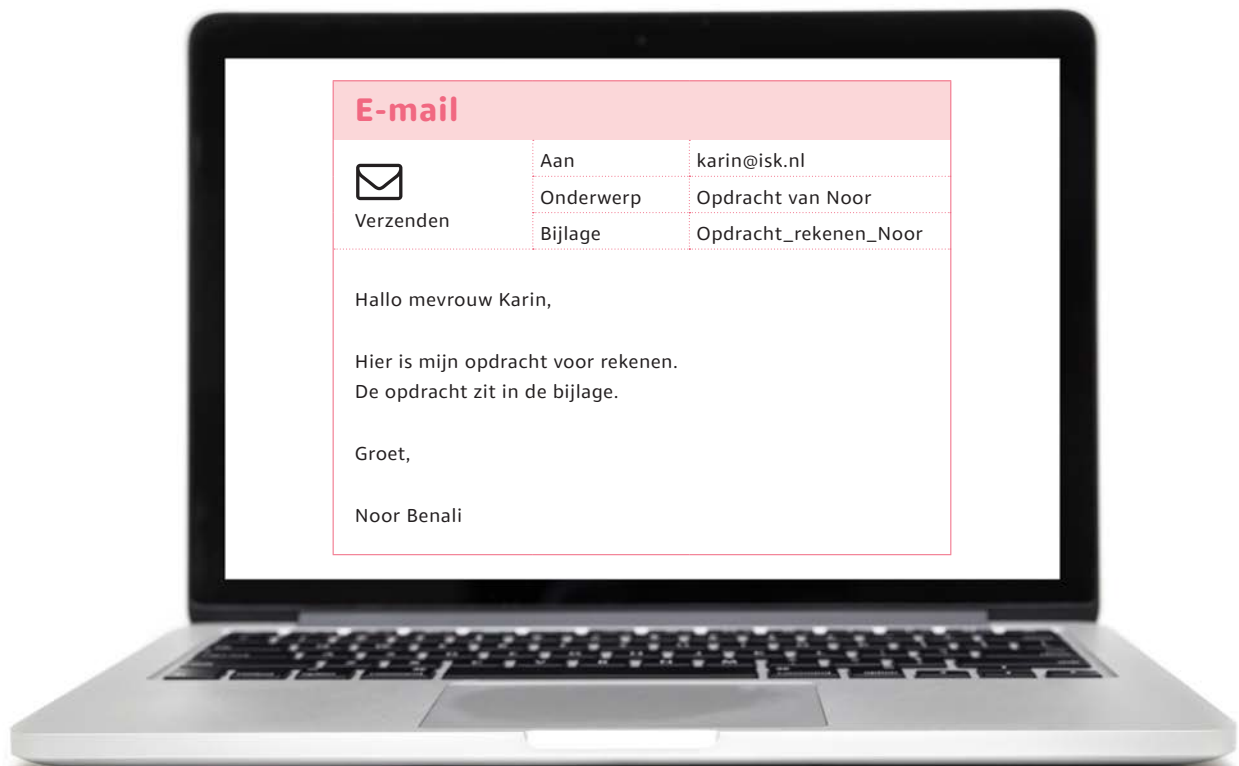 E-mail
Verzenden
Aan karin@isk.nl
Onderwerp Opdracht van Noor
Bijlage Opdracht_rekenen_Noor
Hallo mevrouw Karin,
Hier is mijn opdracht voor rekenen.
De opdracht zit in de bijlage.
Groet,
Noor Benali